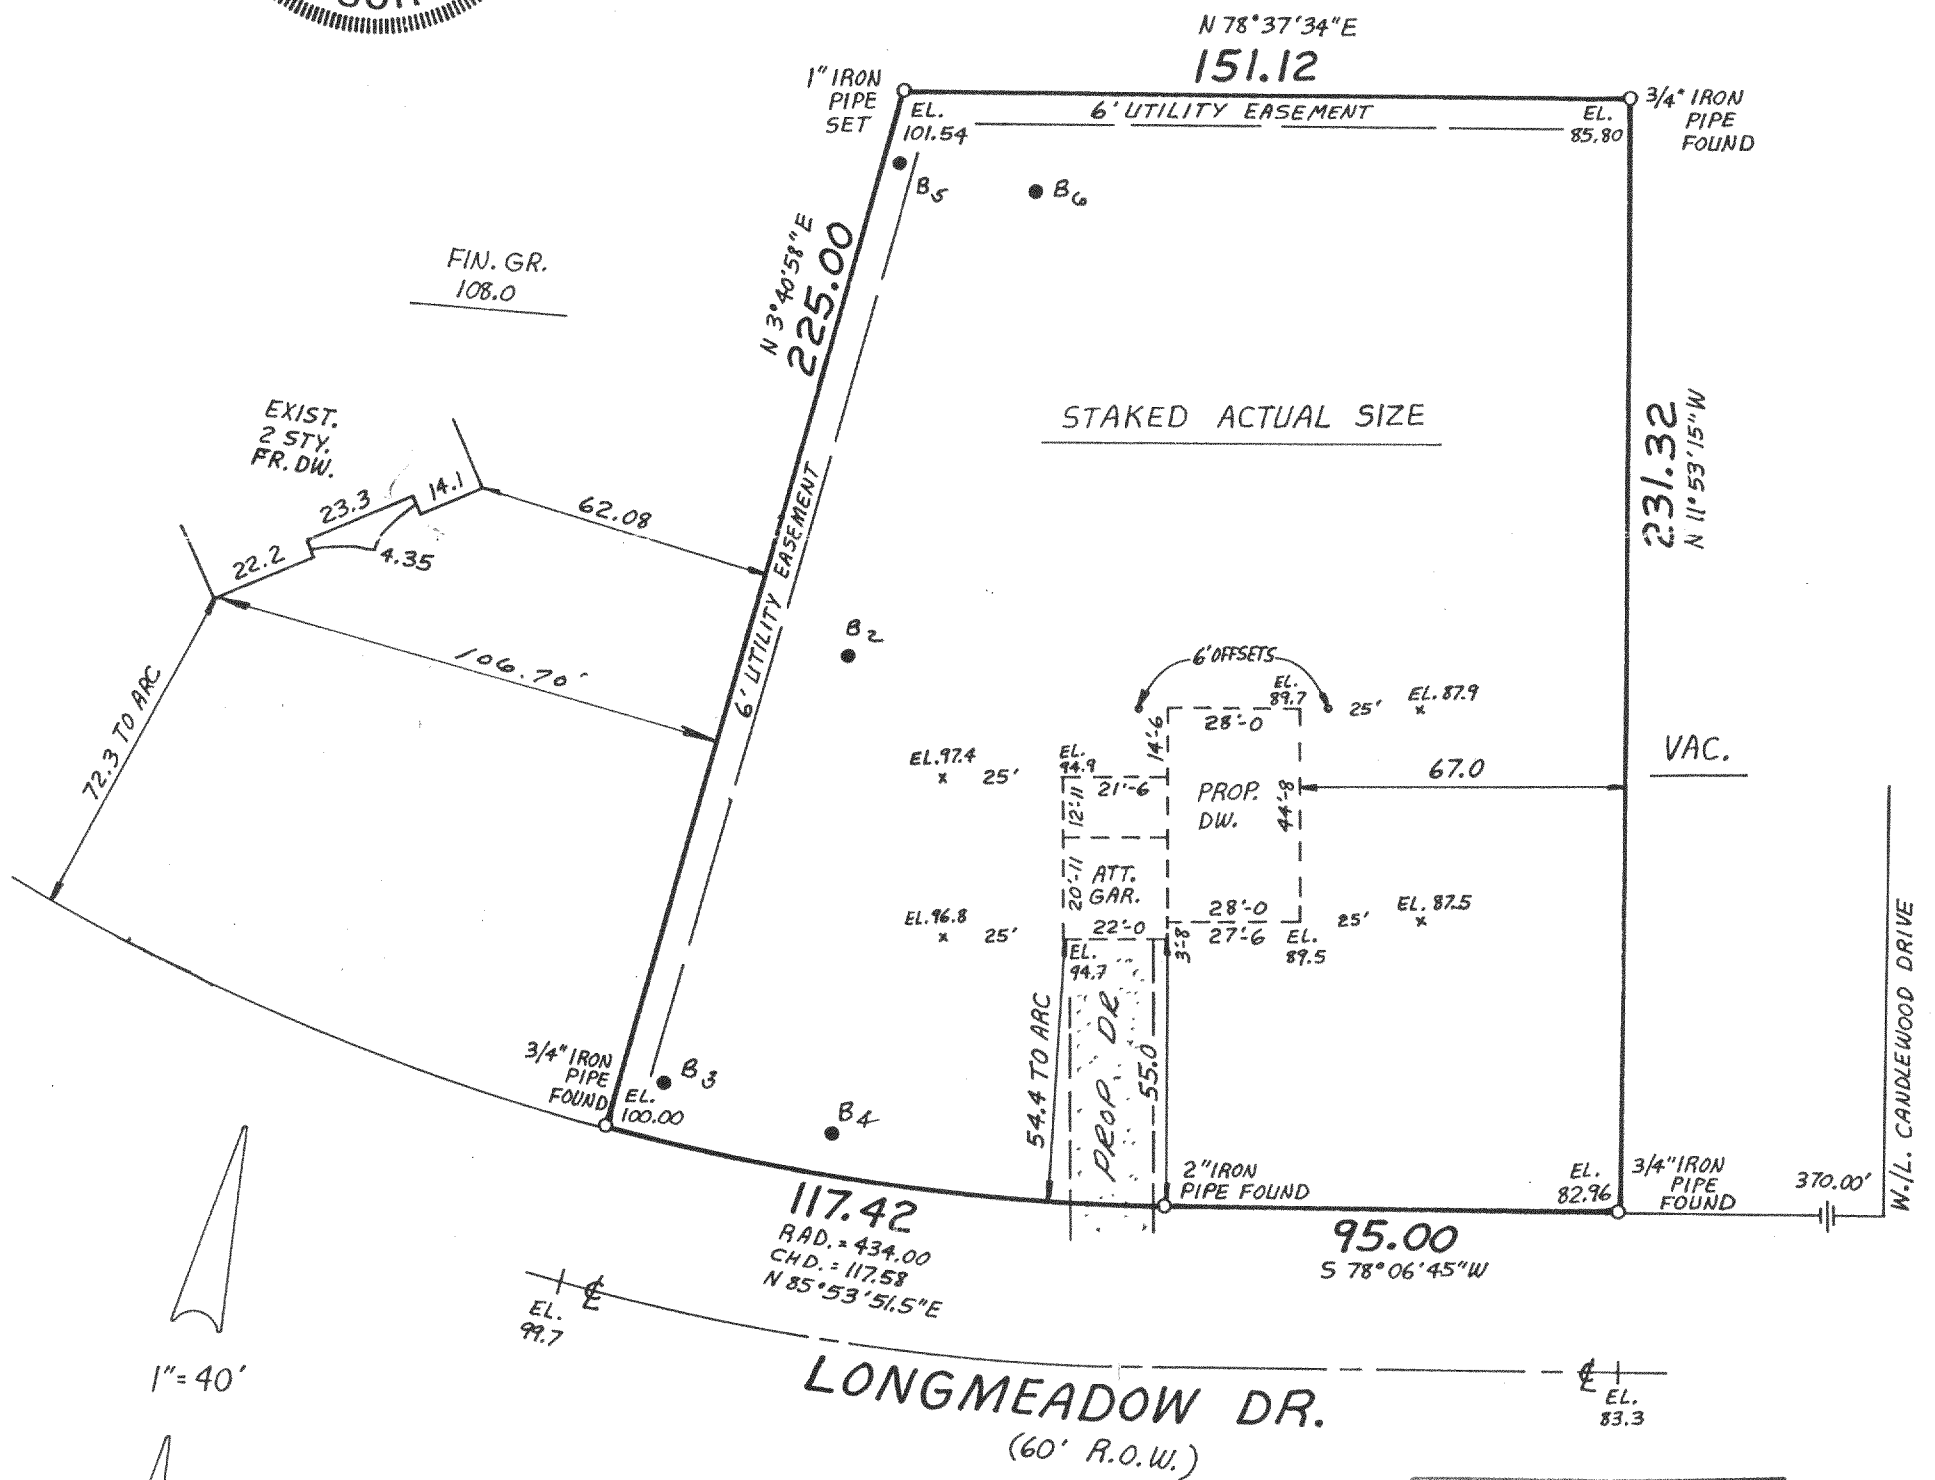 N 78°37'34"E
151.12
1" IRON
PIPE
SET
EL.
101.54
6' UTILITY EASEMENT
EL.
85.80
3/4" IRON
PIPE
FOUND
B5
B6
N 3°40'58"E
225.00
FIN. GR.
108.0
STAKED ACTUAL SIZE
231.32
N 11°53'15"W
EXIST.
2 STY.
FR. DW.
22.2
23.3
14.1
4.35
62.08
106.70'
72.3 TO ARC
6' UTILITY EASEMENT
B2
6' OFFSETS
EL.
89.7
25'
EL. 87.9
x
28'-0
14'-6
EL. 97.4
x
25'
EL.
94.9
21'-6
12'-11
PROP.
DW.
44'-8
67.0
VAC.
20'-11
ATT.
GAR.
22'-0
28'-0
27'-6
3'-8
EL. 96.8
x
25'
EL.
94.7
EL.
89.5
25'
EL. 87.5
x
54.4 TO ARC
PROP. DR.
55.0
W./L. CANDLEWOOD DRIVE
3/4" IRON
PIPE
FOUND
EL.
100.00
B3
B4
2" IRON
PIPE FOUND
EL.
82.96
3/4" IRON
PIPE
FOUND
370.00'
117.42
RAD. = 434.00
CHD. = 117.58
N 85°53'51.5"E
95.00
S 78°06'45"W
℄
EL.
99.7
℄
EL.
83.3
LONGMEADOW DR.
(60' R.O.W.)
1"= 40'